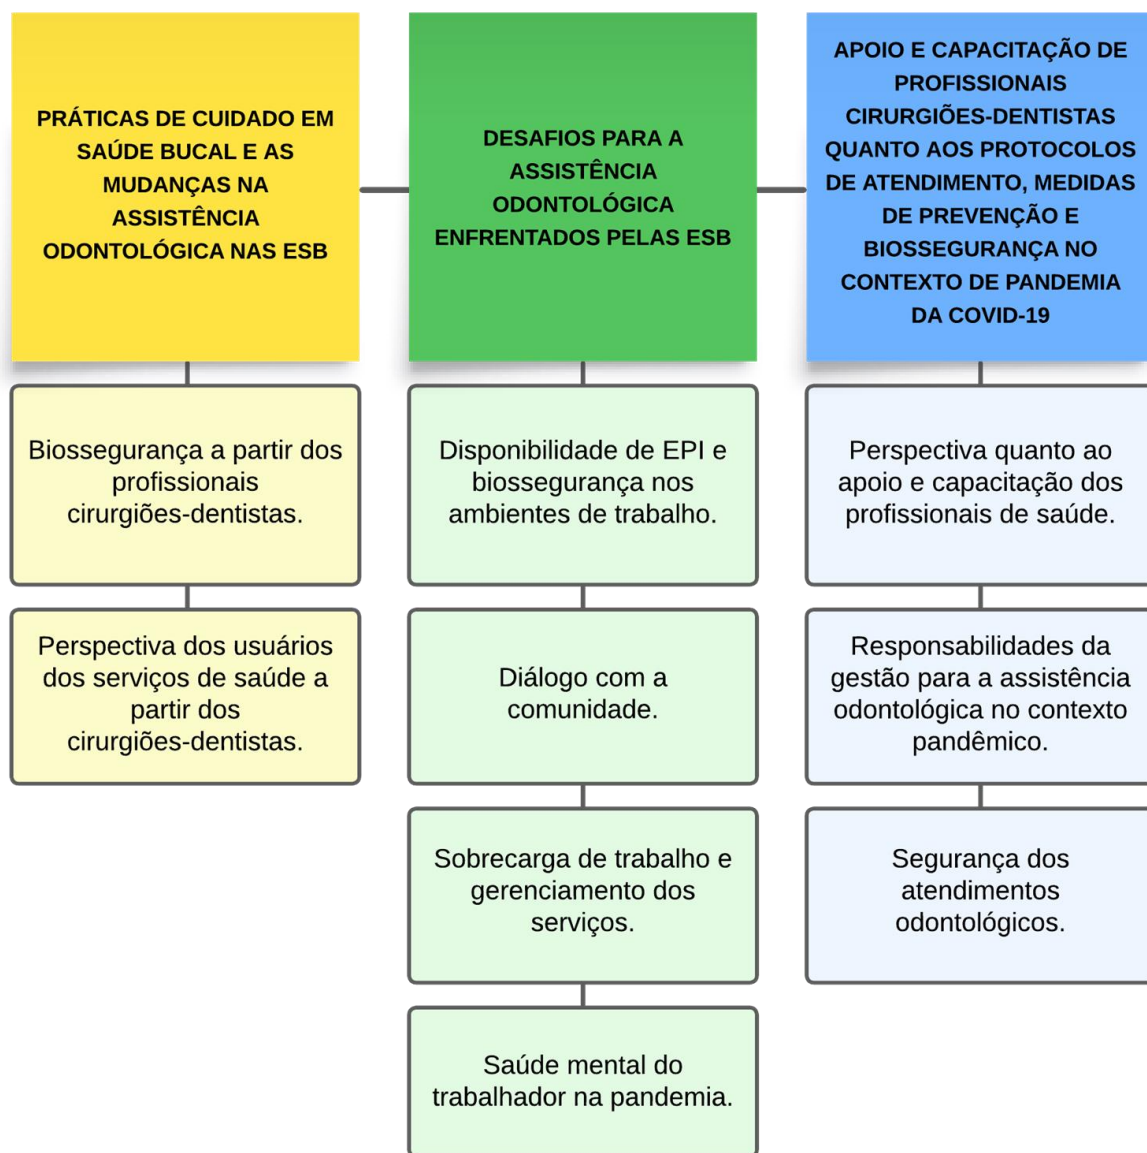 PRÁTICAS DE CUIDADO EM
SAÚDE BUCAL E AS
MUDANÇAS NA
ASSISTÊNCIA
ODONTOLÓGICA NAS ESB
Biossegurança a partir dos
profissionais
cirurgiões-dentistas.
Perspectiva dos usuários
dos serviços de saúde a
partir dos
cirurgiões-dentistas.
DESAFIOS PARA A
ASSISTÊNCIA
ODONTOLÓGICA
ENFRENTADOS PELAS ESB
Disponibilidade de EPI e
biossegurança nos
ambientes de trabalho.
Diálogo com a
comunidade.
Sobrecarga de trabalho e
gerenciamento dos
serviços.
Saúde mental do
trabalhador na pandemia.
APOIO E CAPACITAÇÃO DE
PROFISSIONAIS
CIRURGIÕES-DENTISTAS
QUANTO AOS PROTOCOLOS
DE ATENDIMENTO, MEDIDAS
DE PREVENÇÃO E
BIOSSEGURANÇA NO
CONTEXTO DE PANDEMIA
DA COVID-19
Perspectiva quanto ao
apoio e capacitação dos
profissionais de saúde.
Responsabilidades da
gestão para a assistência
odontológica no contexto
pandêmico.
Segurança dos
atendimentos
odontológicos.